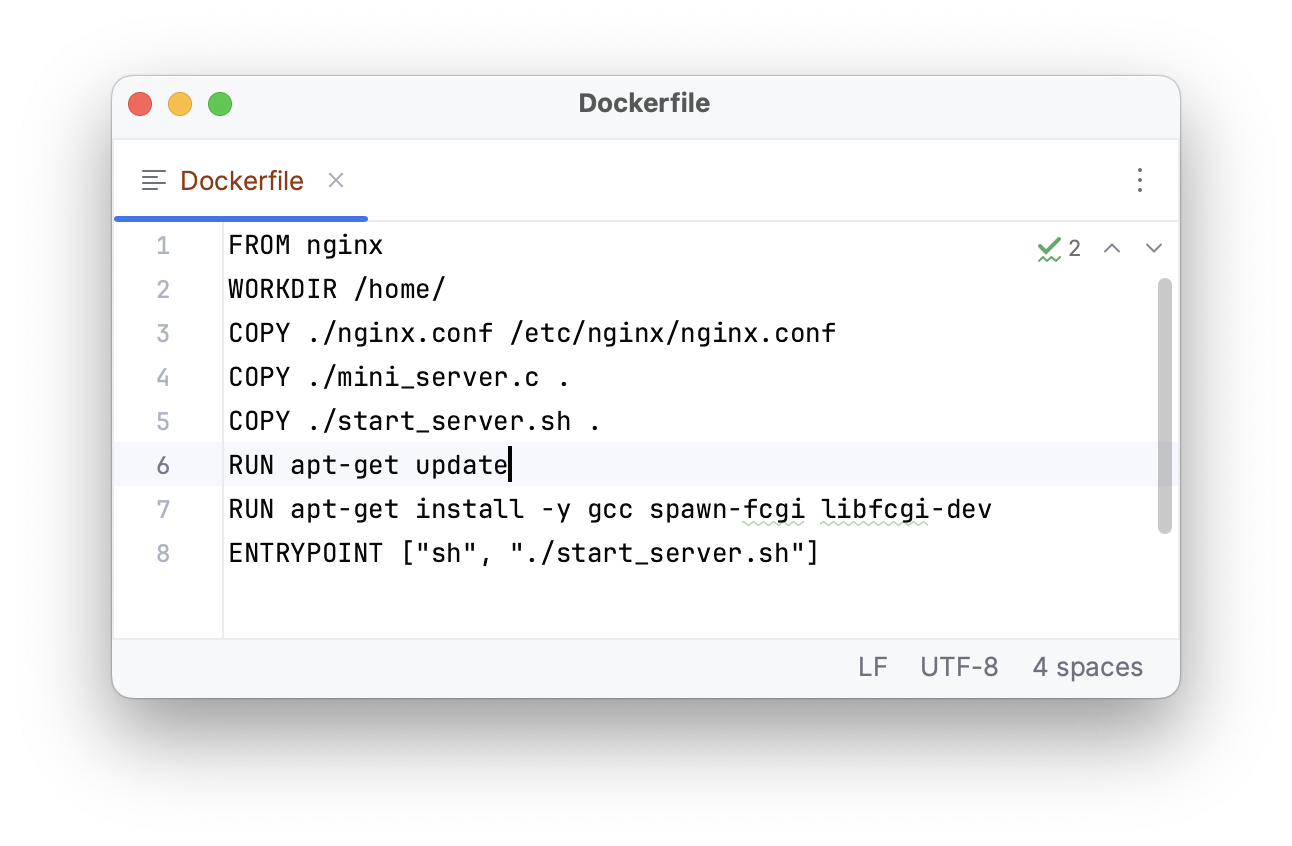 Dockerfile
Dockerfile
1 FROM nginx
2
2 WORKDIR /home/
3 COPY ./nginx.conf /etc/nginx/nginx.conf
4 COPY ./mini_server.c .
5 COPY ./start_server.sh .
6 RUN apt-get update
7 RUN apt-get install -y gcc spawn-fcgi libfcgi-dev
8 ENTRYPOINT ["sh", "./start_server.sh"]
LF UTF-8 4 spaces